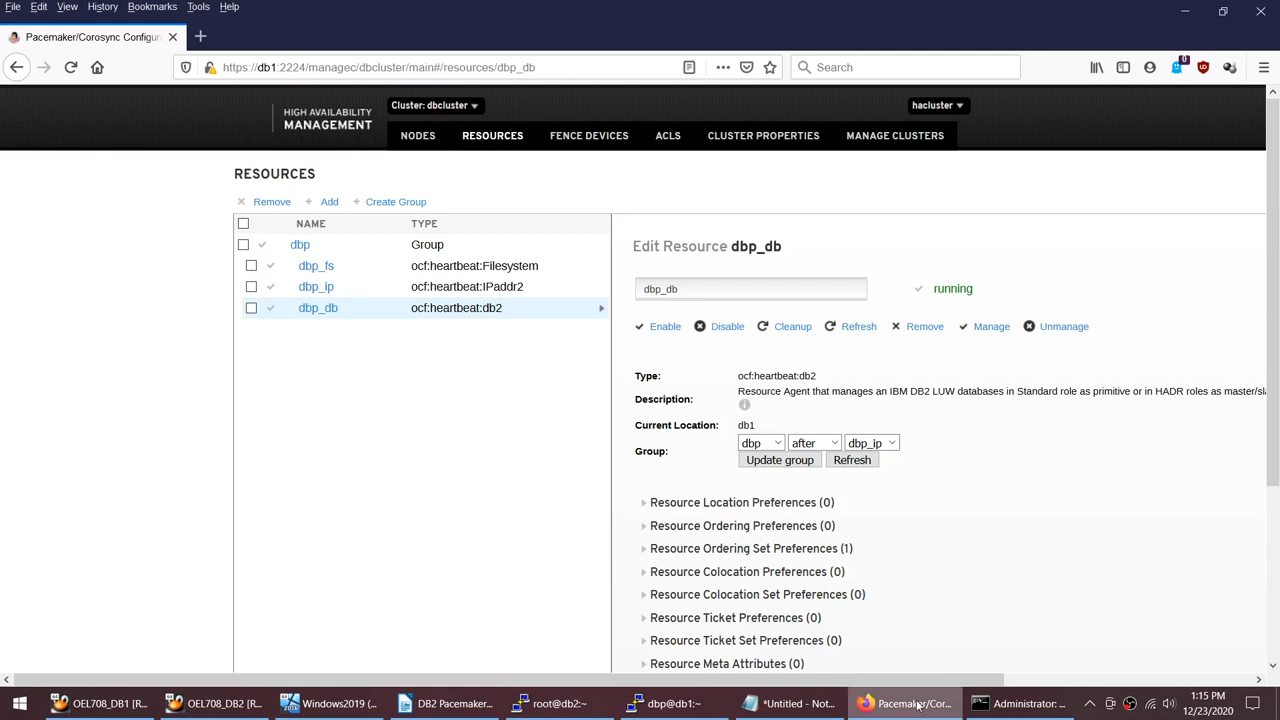 File Edit View History Bookmarks Tools Help
Pacemaker/Corosync Configura
https://db1:2224/managec/dbcluster/main#/resources/dbp_db
Search
0
HIGH AVAILABILITY
MANAGEMENT
Cluster: dbcluster
hacluster
NODES RESOURCES FENCE DEVICES ACLS CLUSTER PROPERTIES MANAGE CLUSTERS
RESOURCES
Remove Add Create Group
NAME TYPE
dbp Group
dbp_fs ocf:heartbeat:Filesystem
dbp_ip ocf:heartbeat:IPaddr2
dbp_db ocf:heartbeat:db2
Edit Resource dbp_db
dbp_db running
Enable Disable Cleanup Refresh Remove Manage Unmanage
Type: ocf:heartbeat:db2
Description: Resource Agent that manages an IBM DB2 LUW databases in Standard role as primitive or in HADR roles as master/sl
Current Location: db1
Group: dbp after dbp_ip
Update group Refresh
Resource Location Preferences (0)
Resource Ordering Preferences (0)
Resource Ordering Set Preferences (1)
Resource Colocation Preferences (0)
Resource Colocation Set Preferences (0)
Resource Ticket Preferences (0)
Resource Ticket Set Preferences (0)
Resource Meta Attributes (0)
OEL708_DB1 [R... OEL708_DB2 [R... Windows2019 (... DB2 Pacemaker... root@db2:~ dbp@db1:~ *Untitled - Not... Pacemaker/Cor... Administrator: ...
1:15 PM
12/23/2020